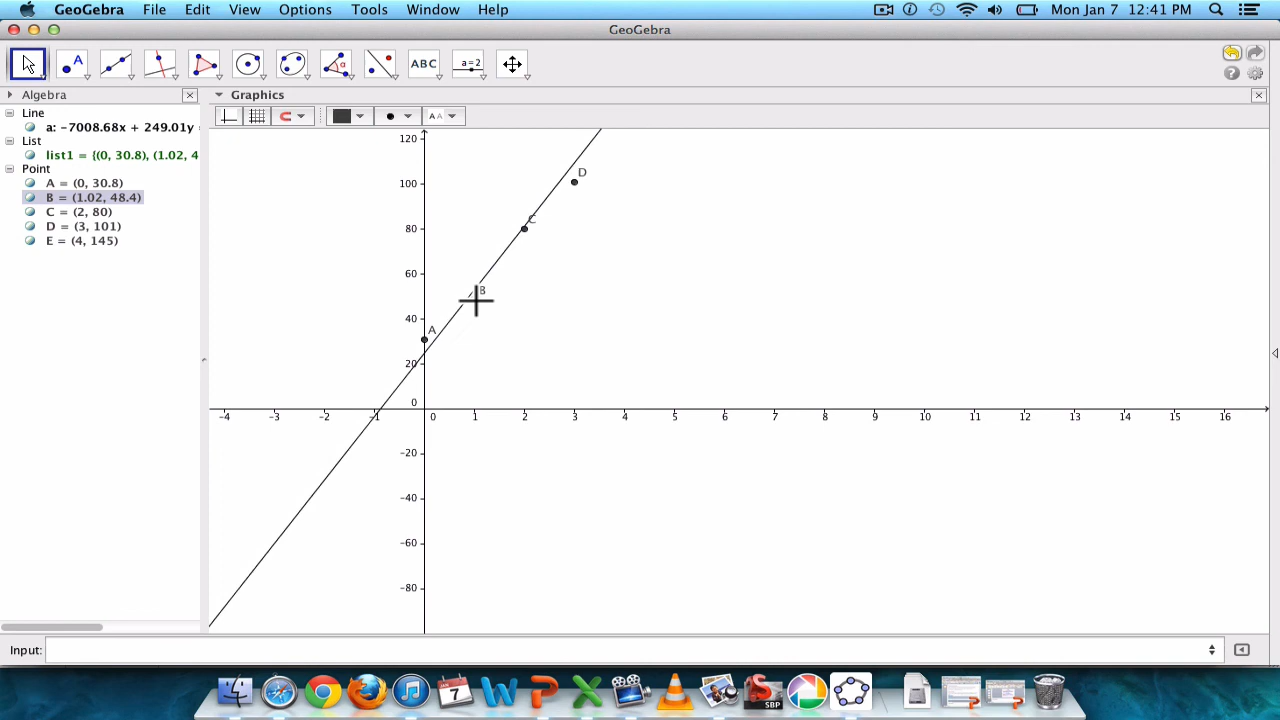 GeoGebra File Edit View Options Tools Window Help Mon Jan 7 12:41 PM
GeoGebra
A α ABC a=2
Algebra
Graphics
Line
a: -7008.68x + 249.01y
List
list1 = {(0, 30.8), (1.02, 4
Point
A = (0, 30.8)
B = (1.02, 48.4)
C = (2, 80)
D = (3, 101)
E = (4, 145)
A A
120
100
80
60
40
20
0
-20
-40
-60
-80
-4 -3 -2 -1 0 1 2 3 4 5 6 7 8 9 10 11 12 13 14 15 16
A
B
C
D
Input:
JAN 7 W P X S SBP